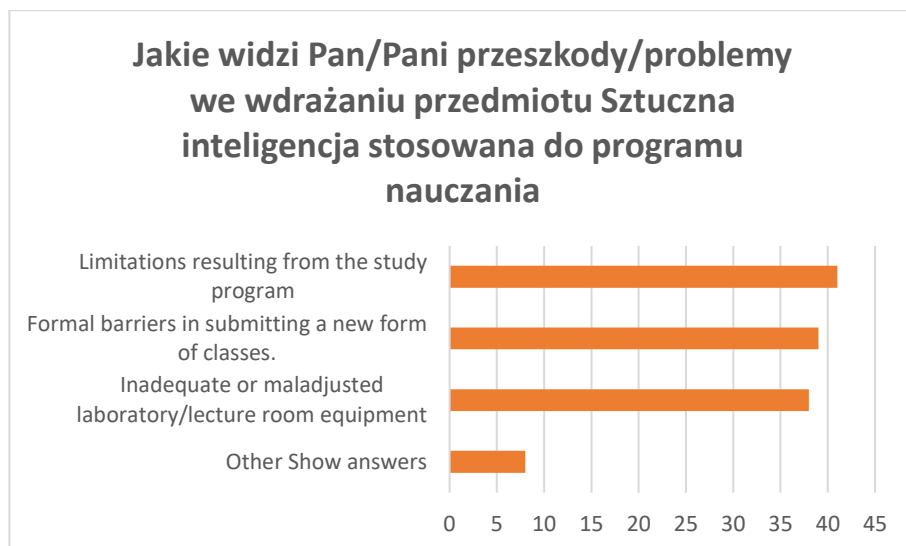 Jakie widzi Pan/Pani przeszkody/problemy
we wdrażaniu przedmiotu Sztuczna
inteligencja stosowana do programu
nauczania
Limitations resulting from the study
program
Formal barriers in submitting a new form
of classes.
Inadequate or maladjusted
laboratory/lecture room equipment
Other Show answers
0 5 10 15 20 25 30 35 40 45